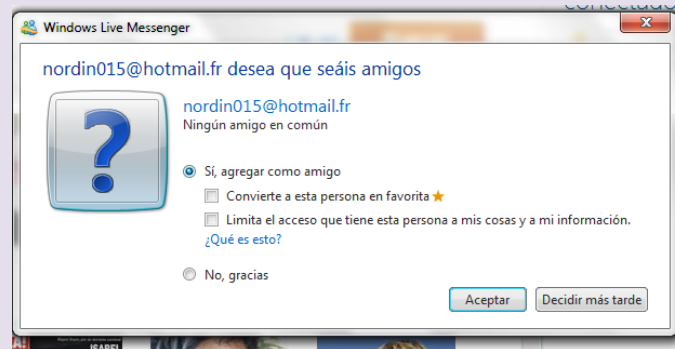 conectado
Windows Live Messenger
nordin015@hotmail.fr desea que seáis amigos
nordin015@hotmail.fr
Ningún amigo en común
Sí, agregar como amigo
Convierte a esta persona en favorita
Limita el acceso que tiene esta persona a mis cosas y a mi información.
¿Qué es esto?
No, gracias
Aceptar
Decidir más tarde
ISABEL